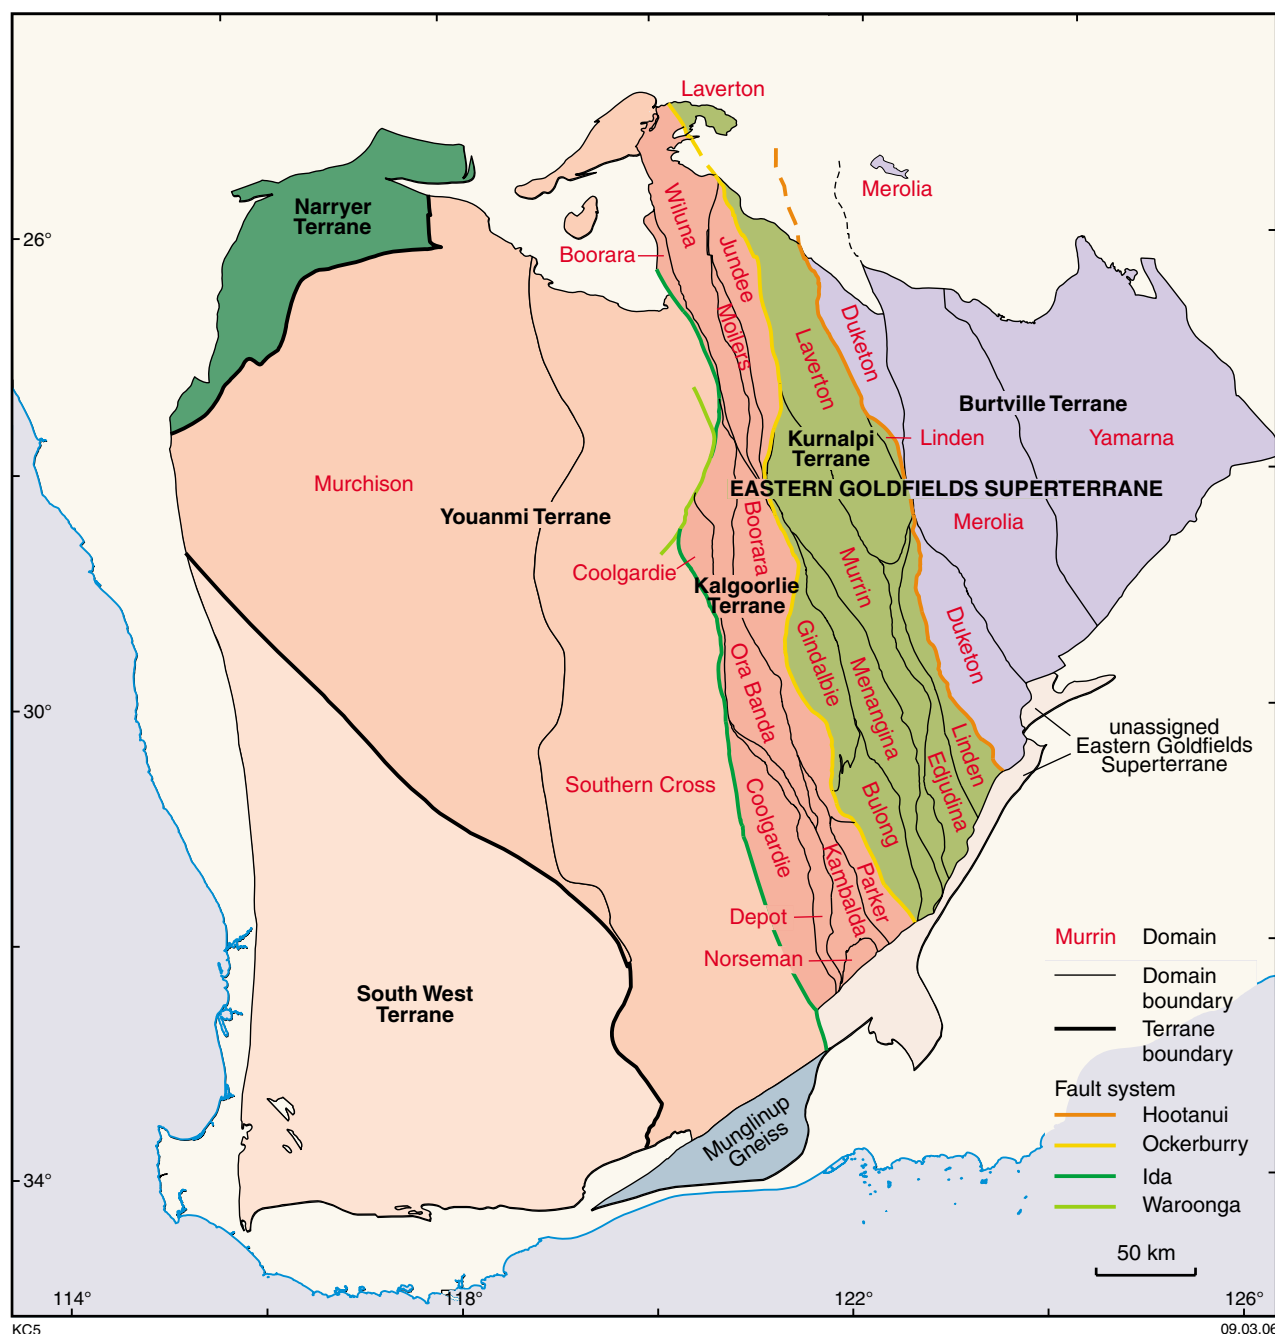 Laverton
Merolia
Narryer
Terrane
Wiluna
26°
Boorara
Jundee
Moilers
Duketon
Laverton
Burtville Terrane
Kurnalpi
Terrane
Linden
Yamarna
Murchison
EASTERN GOLDFIELDS SUPERTERRANE
Youanmi Terrane
Merolia
Boorara
Coolgardie
Murrin
Kalgoorlie
Terrane
Gindalbie
Duketon
Ora Banda
Menangina
30°
unassigned
Eastern Goldfields
Superterrane
Linden
Edjudina
Southern Cross
Coolgardie
Bulong
Kambalda
Parker
Depot
Norseman
South West
Terrane
Munglinup
Gneiss
34°
Murrin Domain
Domain
boundary
Terrane
boundary
Fault system
Hootanui
Ockerburry
Ida
Waroonga
50 km
114°
118°
122°
126°
KC5
09.03.06